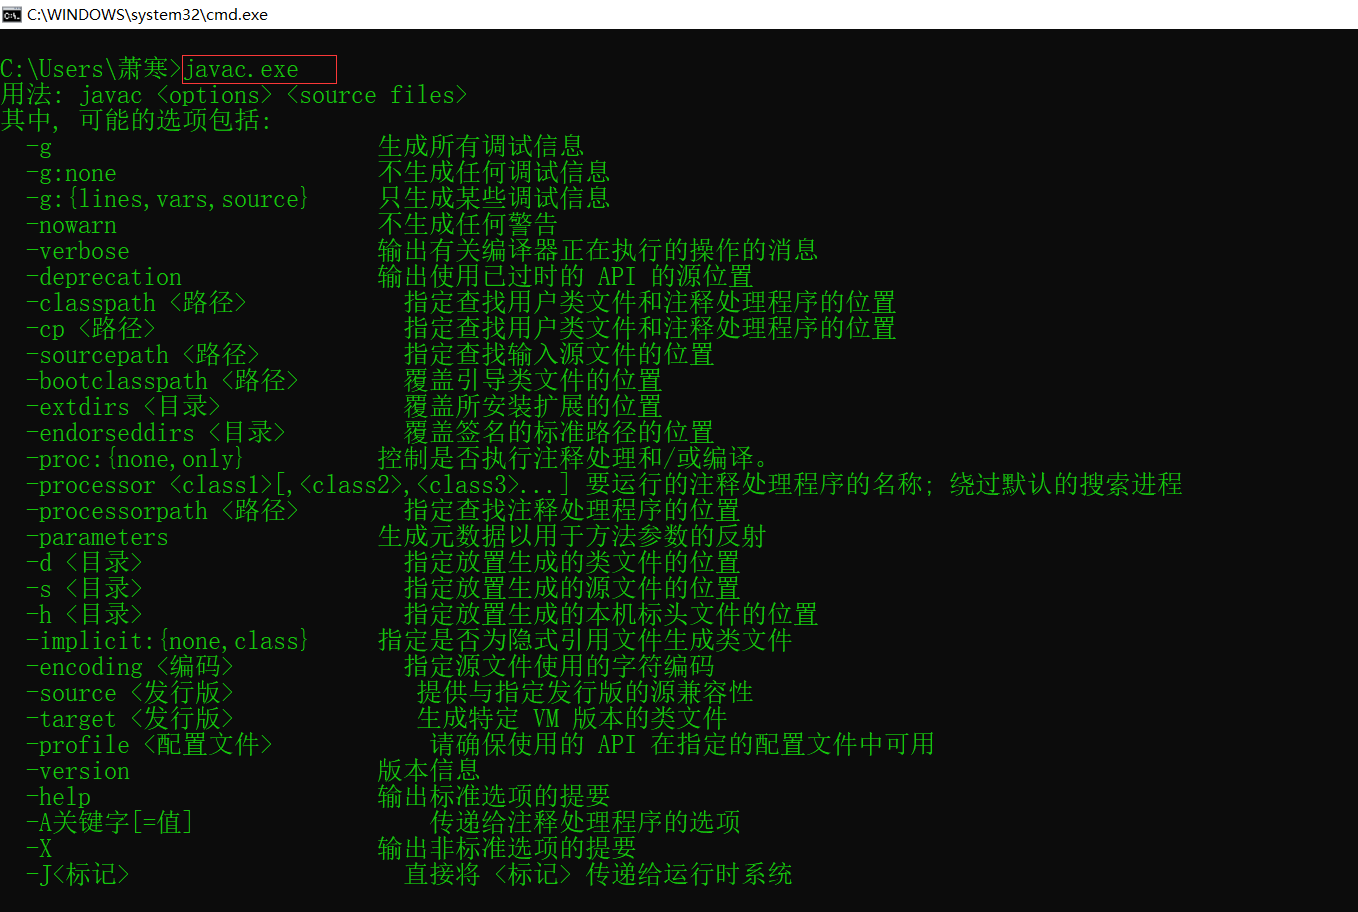 C:\WINDOWS\system32\cmd.exe
C:\Users\萧寒>javac.exe
用法: javac <options> <source files>
其中, 可能的选项包括:
-g 生成所有调试信息
-g:none 不生成任何调试信息
-g:{lines,vars,source} 只生成某些调试信息
-nowarn 不生成任何警告
-verbose 输出有关编译器正在执行的操作的消息
-deprecation 输出使用已过时的 API 的源位置
-classpath <路径> 指定查找用户类文件和注释处理程序的位置
-cp <路径> 指定查找用户类文件和注释处理程序的位置
-sourcepath <路径> 指定查找输入源文件的位置
-bootclasspath <路径> 覆盖引导类文件的位置
-extdirs <目录> 覆盖所安装扩展的位置
-endorseddirs <目录> 覆盖签名的标准路径的位置
-proc:{none,only} 控制是否执行注释处理和/或编译。
-processor <class1>[,<class2>,<class3>...] 要运行的注释处理程序的名称; 绕过默认的搜索进程
-processorpath <路径> 指定查找注释处理程序的位置
-parameters 生成元数据以用于方法参数的反射
-d <目录> 指定放置生成的类文件的位置
-s <目录> 指定放置生成的源文件的位置
-h <目录> 指定放置生成的本机标头文件的位置
-implicit:{none,class} 指定是否为隐式引用文件生成类文件
-encoding <编码> 指定源文件使用的字符编码
-source <发行版> 提供与指定发行版的源兼容性
-target <发行版> 生成特定 VM 版本的类文件
-profile <配置文件> 请确保使用的 API 在指定的配置文件中可用
-version 版本信息
-help 输出标准选项的提要
-A关键字[=值] 传递给注释处理程序的选项
-X 输出非标准选项的提要
-J<标记> 直接将 <标记> 传递给运行时系统